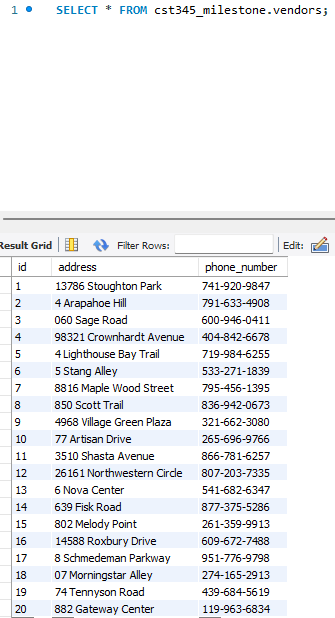 1 SELECT * FROM cst345_milestone.vendors;
Result Grid Filter Rows: Edit:
id address phone_number
1 13786 Stoughton Park 741-920-9847
2 4 Arapahoe Hill 791-633-4908
3 060 Sage Road 600-946-0411
4 98321 Crownhardt Avenue 404-842-6678
5 4 Lighthouse Bay Trail 719-984-6255
6 5 Stang Alley 533-271-1839
7 8816 Maple Wood Street 795-456-1395
8 850 Scott Trail 836-942-0673
9 4968 Village Green Plaza 321-662-3080
10 77 Artisan Drive 265-696-9766
11 3510 Shasta Avenue 866-781-6257
12 26161 Northwestern Circle 807-203-7335
13 6 Nova Center 541-682-6347
14 639 Fisk Road 877-375-5286
15 802 Melody Point 261-359-9913
16 14588 Roxbury Drive 609-672-7488
17 8 Schmedeman Parkway 951-776-9798
18 07 Morningstar Alley 274-165-2913
19 74 Tennyson Road 439-684-5619
20 882 Gateway Center 119-963-6834